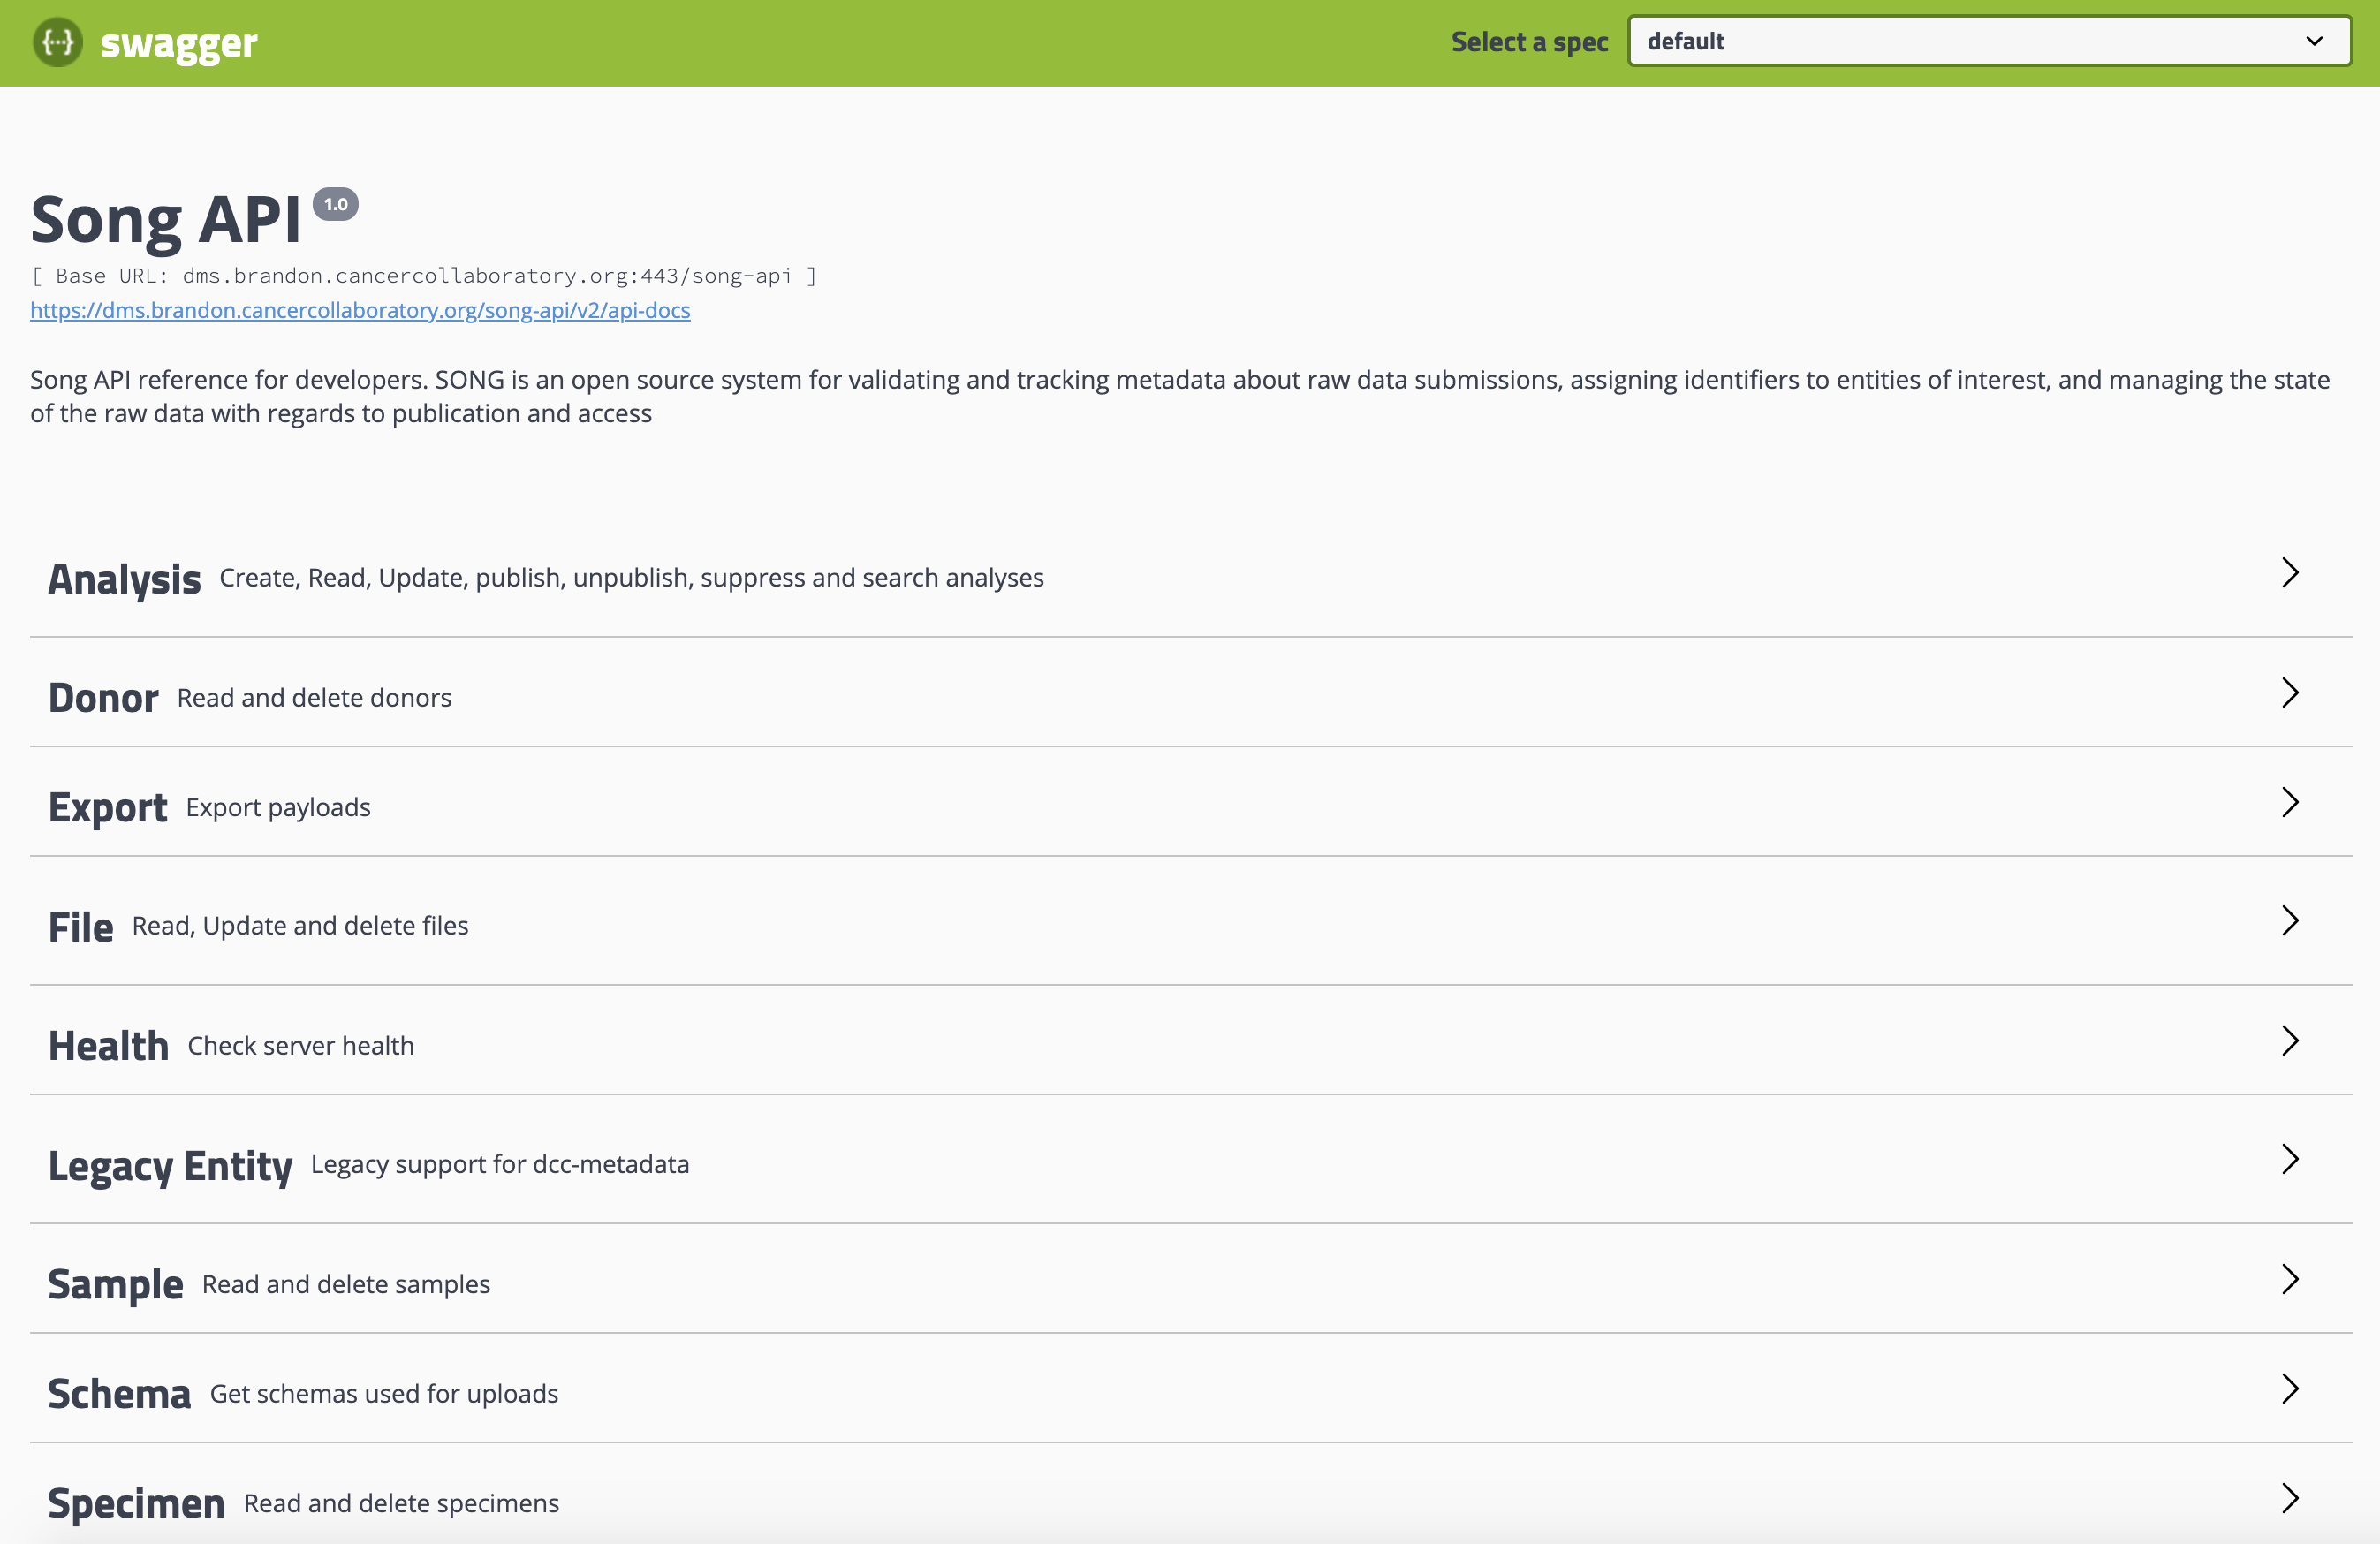 {...} swagger
Select a spec
default
Song API 1.0
[ Base URL: dms.brandon.cancercollaboratory.org:443/song-api ]
https://dms.brandon.cancercollaboratory.org/song-api/v2/api-docs
Song API reference for developers. SONG is an open source system for validating and tracking metadata about raw data submissions, assigning identifiers to entities of interest, and managing the state
of the raw data with regards to publication and access
Analysis Create, Read, Update, publish, unpublish, suppress and search analyses
Donor Read and delete donors
Export Export payloads
File Read, Update and delete files
Health Check server health
Legacy Entity Legacy support for dcc-metadata
Sample Read and delete samples
Schema Get schemas used for uploads
Specimen Read and delete specimens